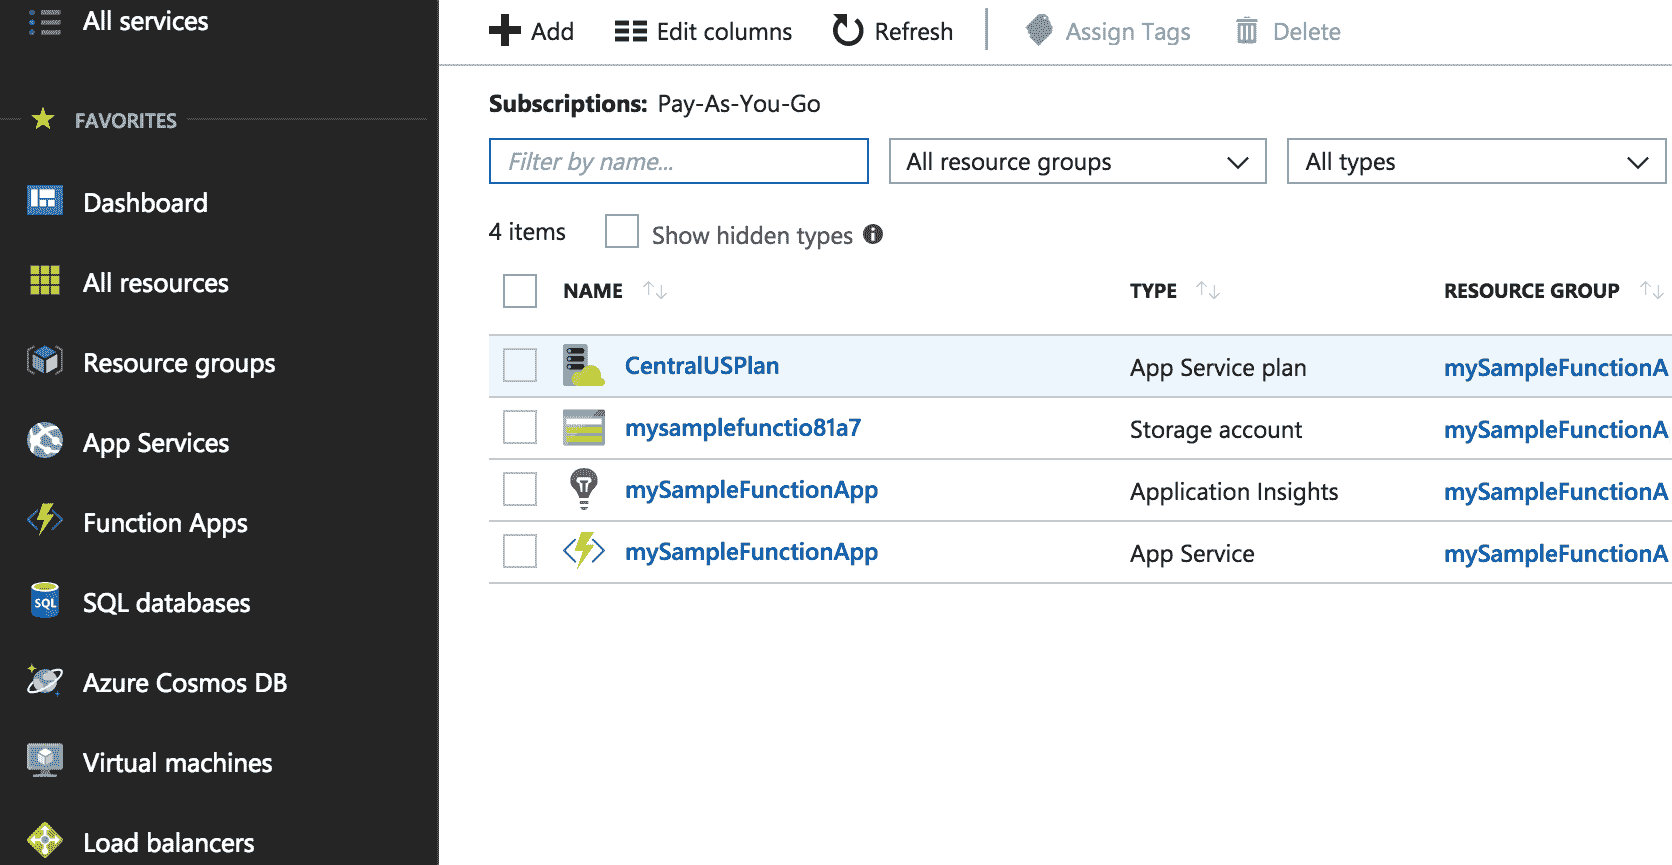 All services
FAVORITES
Dashboard
All resources
Resource groups
App Services
Function Apps
SQL
SQL databases
Azure Cosmos DB
Virtual machines
Load balancers
Add Edit columns Refresh Assign Tags Delete
Subscriptions: Pay-As-You-Go
Filter by name... All resource groups All types
4 items Show hidden types
NAME TYPE RESOURCE GROUP
CentralUSPlan App Service plan mySampleFunctionA
mysamplefunctio81a7 Storage account mySampleFunctionA
mySampleFunctionApp Application Insights mySampleFunctionA
mySampleFunctionApp App Service mySampleFunctionA